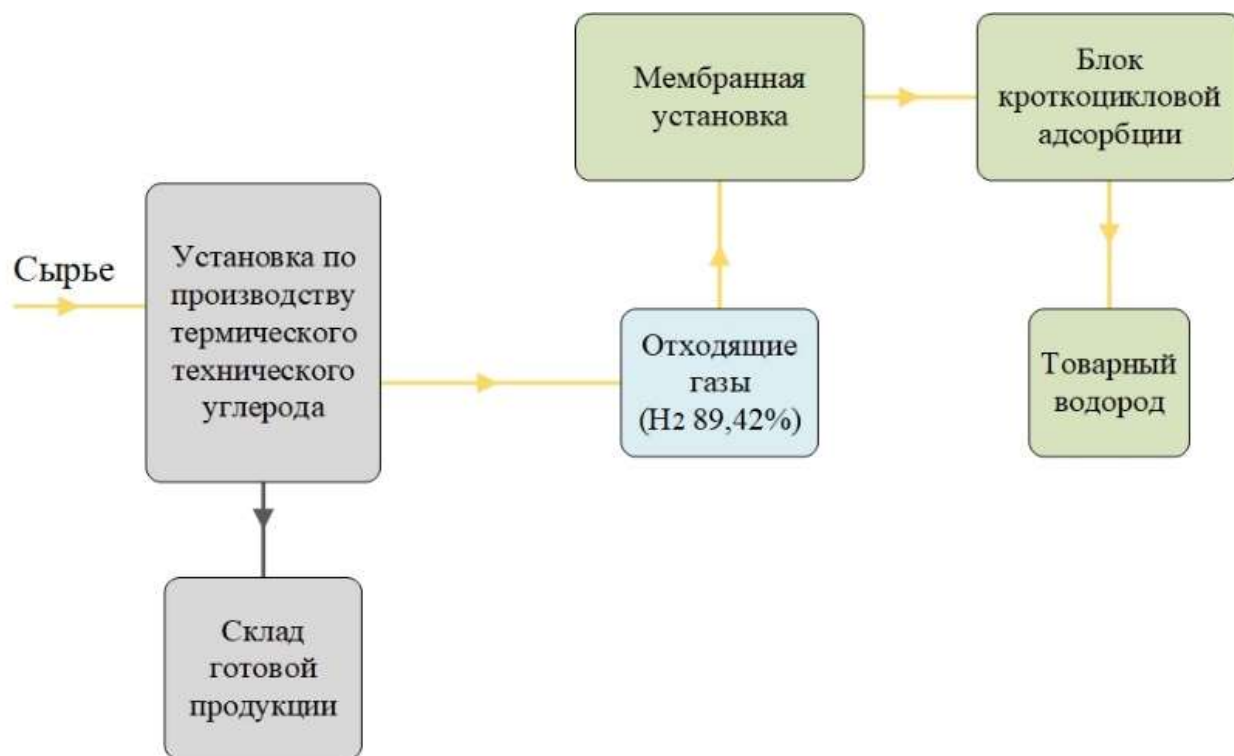 Мембранная
установка
Блок
кроткоцикловой
адсорбции
Сырье
Установка по
производству
термического
технического
углерода
Отходящие
газы
(H2 89,42%)
Товарный
водород
Склад
готовой
продукции